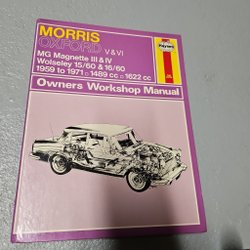 MORRIS
OXFORD V & VI
MG Magnette III & IV
Wolseley 15/60 & 16/60
1959 to 1971 ○ 1489 cc ○ 1622 cc
Haynes
Owners Workshop Manual